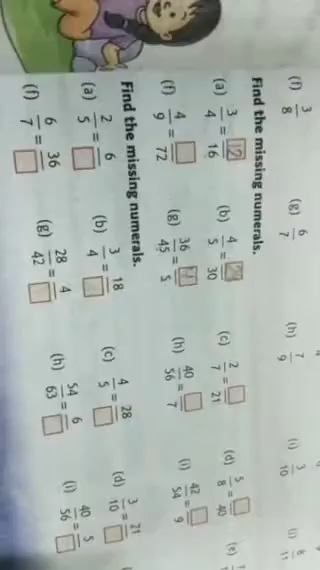 (f) 3/8 (g) 6/7 (h) 7/9 (i) 3/10 (j) 8/11
Find the missing numerals.
(a) 3/4 = 12/16 (b) 4/5 = □/30 (c) 2/7 = □/21 (d) 5/8 = □/40 (e)
(f) 4/9 = □/72 (g) 36/45 = □/5 (h) 40/56 = □/7 (i) 42/54 = □/9
Find the missing numerals.
(a) 2/5 = 6/□ (b) 3/4 = 18/□ (c) 4/5 = 28/□ (d) 3/10 = 21/□
(f) 6/7 = 36/□ (g) 28/42 = 4/□ (h) 54/63 = 6/□ (i) 40/56 = 5/□